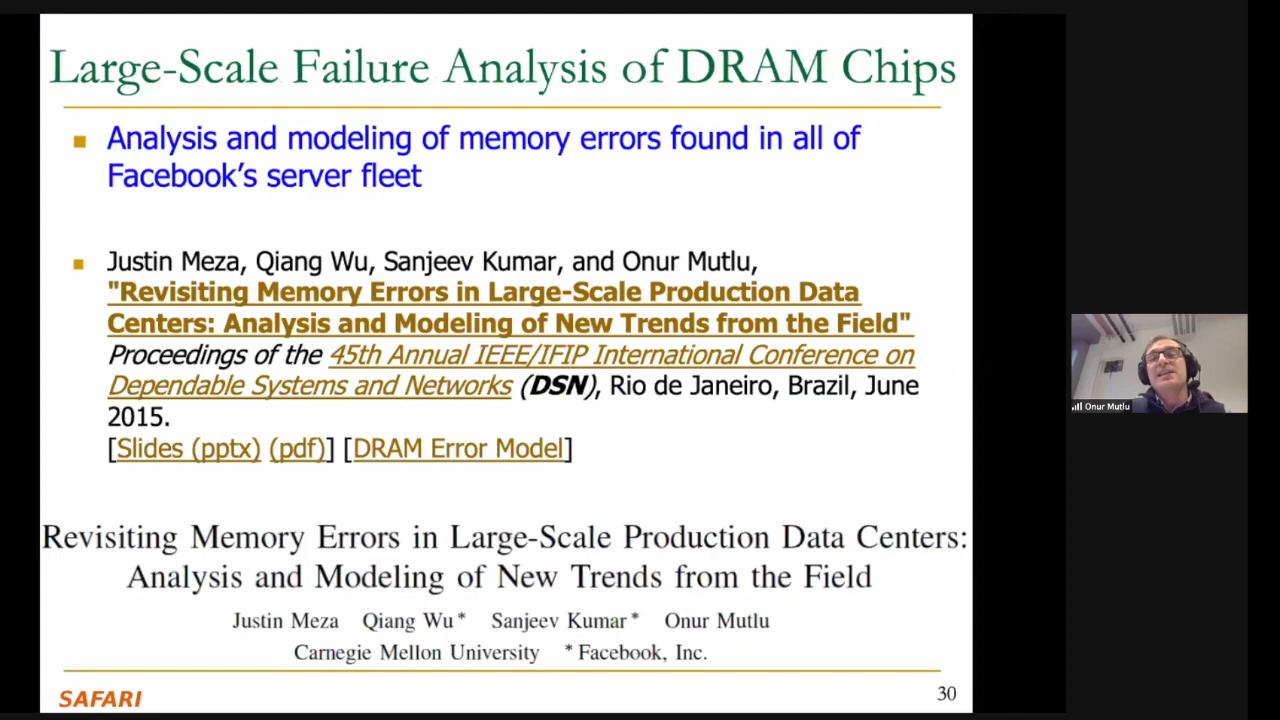 Large-Scale Failure Analysis of DRAM Chips
Analysis and modeling of memory errors found in all of
Facebook's server fleet
Justin Meza, Qiang Wu, Sanjeev Kumar, and Onur Mutlu,
"Revisiting Memory Errors in Large-Scale Production Data
Centers: Analysis and Modeling of New Trends from the Field"
Proceedings of the 45th Annual IEEE/IFIP International Conference on
Dependable Systems and Networks (DSN), Rio de Janeiro, Brazil, June
2015.
[Slides (pptx) (pdf)] [DRAM Error Model]
Revisiting Memory Errors in Large-Scale Production Data Centers:
Analysis and Modeling of New Trends from the Field
Justin Meza Qiang Wu* Sanjeev Kumar* Onur Mutlu
Carnegie Mellon University *Facebook, Inc.
SAFARI
30
Onur Mutlu